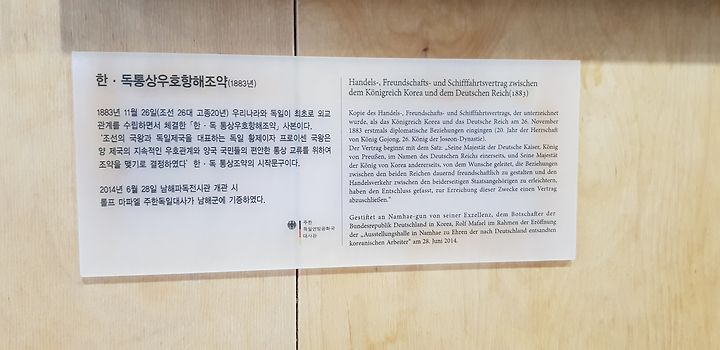 한 · 독통상우호항해조약(1883년)
1883년 11월 26일(조선 26대 고종20년) 우리나라와 독일이 최초로 외교
관계를 수립하면서 체결한「한 · 독 통상우호항해조약」사본이다.
'조선의 국왕과 독일제국을 대표하는 독일 황제이자 프로이센 국왕은
양 제국의 지속적인 우호관계와 양국 국민들의 편안한 통상 교류를 위하여
조약을 맺기로 결정하였다' 한 · 독 통상조약의 시작문구이다.
2014년 6월 28일 남해파독전시관 개관 시
롤프 마파엘 주한독일대사가 남해군에 기증하였다.
주한
독일연방공화국
대사관
Handels-, Freundschafts- und Schifffahrtsvertrag zwischen
dem Königreich Korea und dem Deutschen Reich(1883)
Kopie des Handels-, Freundschafts- und Schifffahrtsvertrages, der unterzeichnet
wurde, als das Königreich Korea und das Deutsche Reich am 26. November
1883 erstmals diplomatische Beziehungen eingingen (20. Jahr der Herrschaft
von König Gojong, 26. König der Joseon-Dynastie).
Der Vertrag beginnt mit dem Satz: „Seine Majestät der Deutsche Kaiser, König
von Preußen, im Namen des Deutschen Reichs einerseits, und Seine Majestät
der König von Korea andererseits, von dem Wunsche geleitet, die Beziehungen
zwischen den beiden Reichen dauernd freundschaftlich zu gestalten und den
Handelsverkehr zwischen den beiderseitigen Staatsangehörigen zu erleichtern,
haben den Entschluss gefasst, zur Erreichung dieser Zwecke einen Vertrag
abzuschließen."
Gestiftet an Namhae-gun von seiner Exzellenz, dem Botschafter der
Bundesrepublik Deutschland in Korea, Rolf Mafael im Rahmen der Eröffnung
der „Ausstellungshalle in Namhae zu Ehren der nach Deutschland entsandten
koreanischen Arbeiter" am 28. Juni 2014.